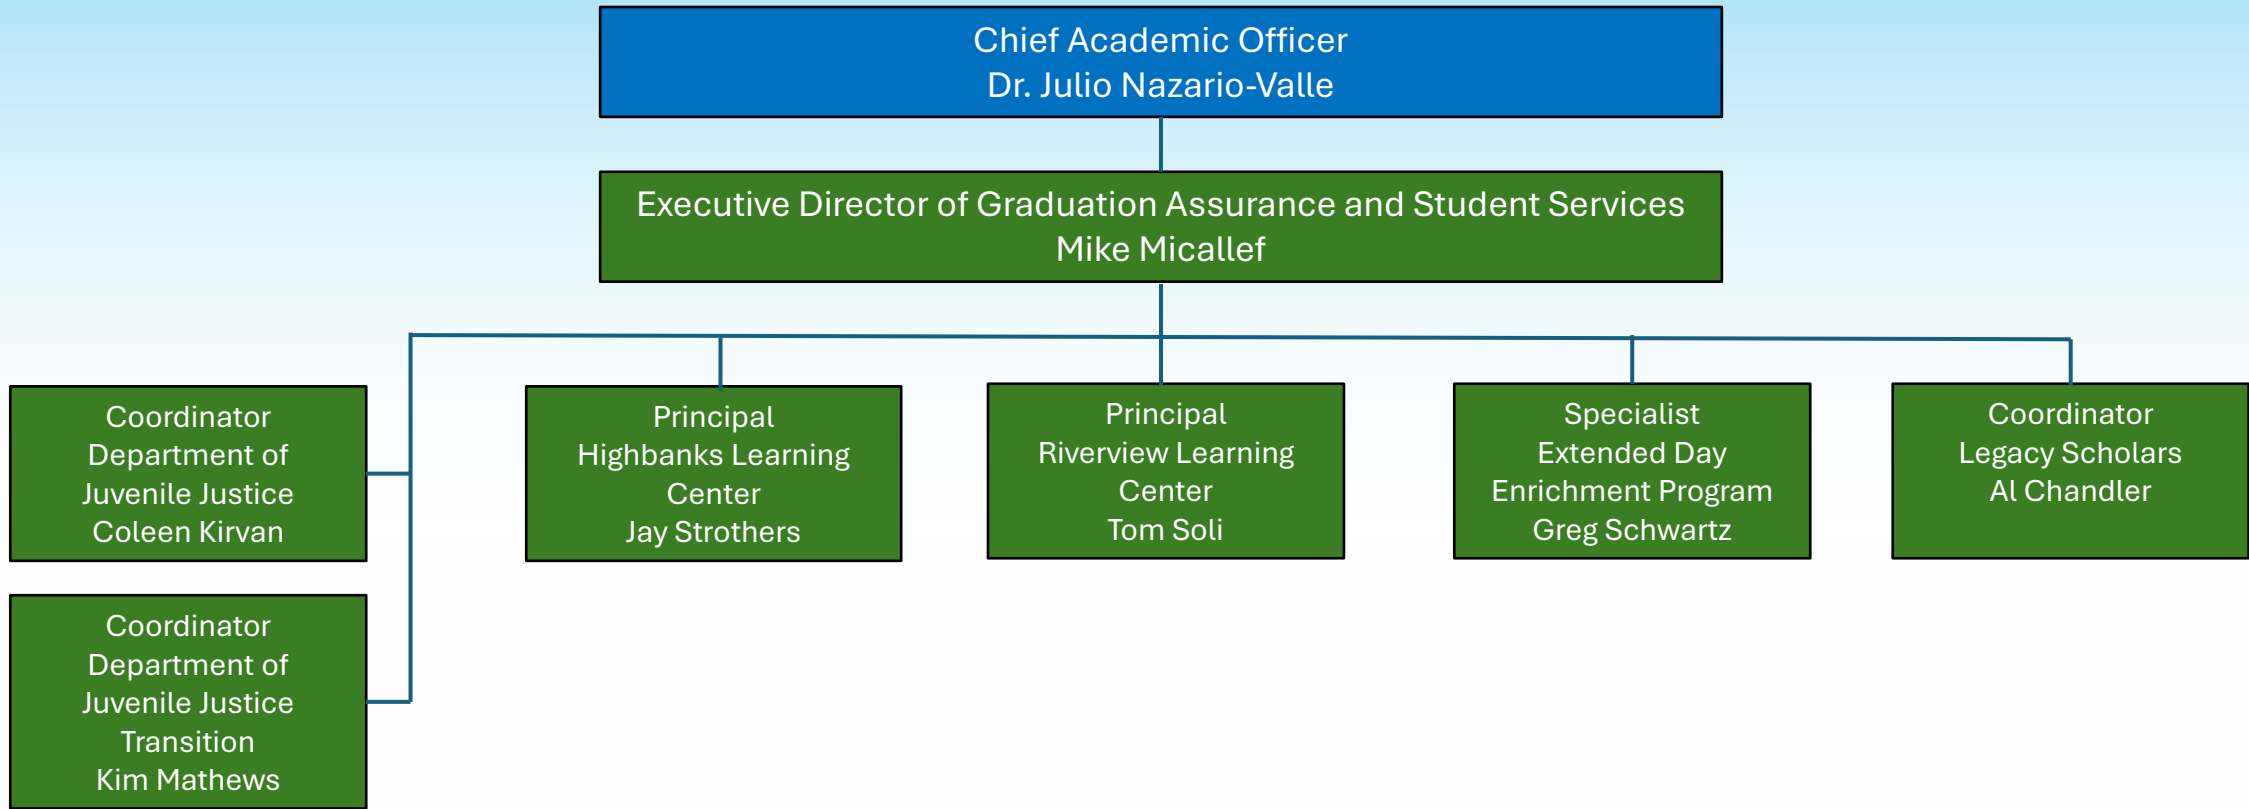 Chief Academic Officer
Dr. Julio Nazario-Valle
Executive Director of Graduation Assurance and Student Services
Mike Micallef
Coordinator
Department of
Juvenile Justice
Coleen Kirvan
Principal
Highbanks Learning
Center
Jay Strothers
Principal
Riverview Learning
Center
Tom Soli
Specialist
Extended Day
Enrichment Program
Greg Schwartz
Coordinator
Legacy Scholars
Al Chandler
Coordinator
Department of
Juvenile Justice
Transition
Kim Mathews